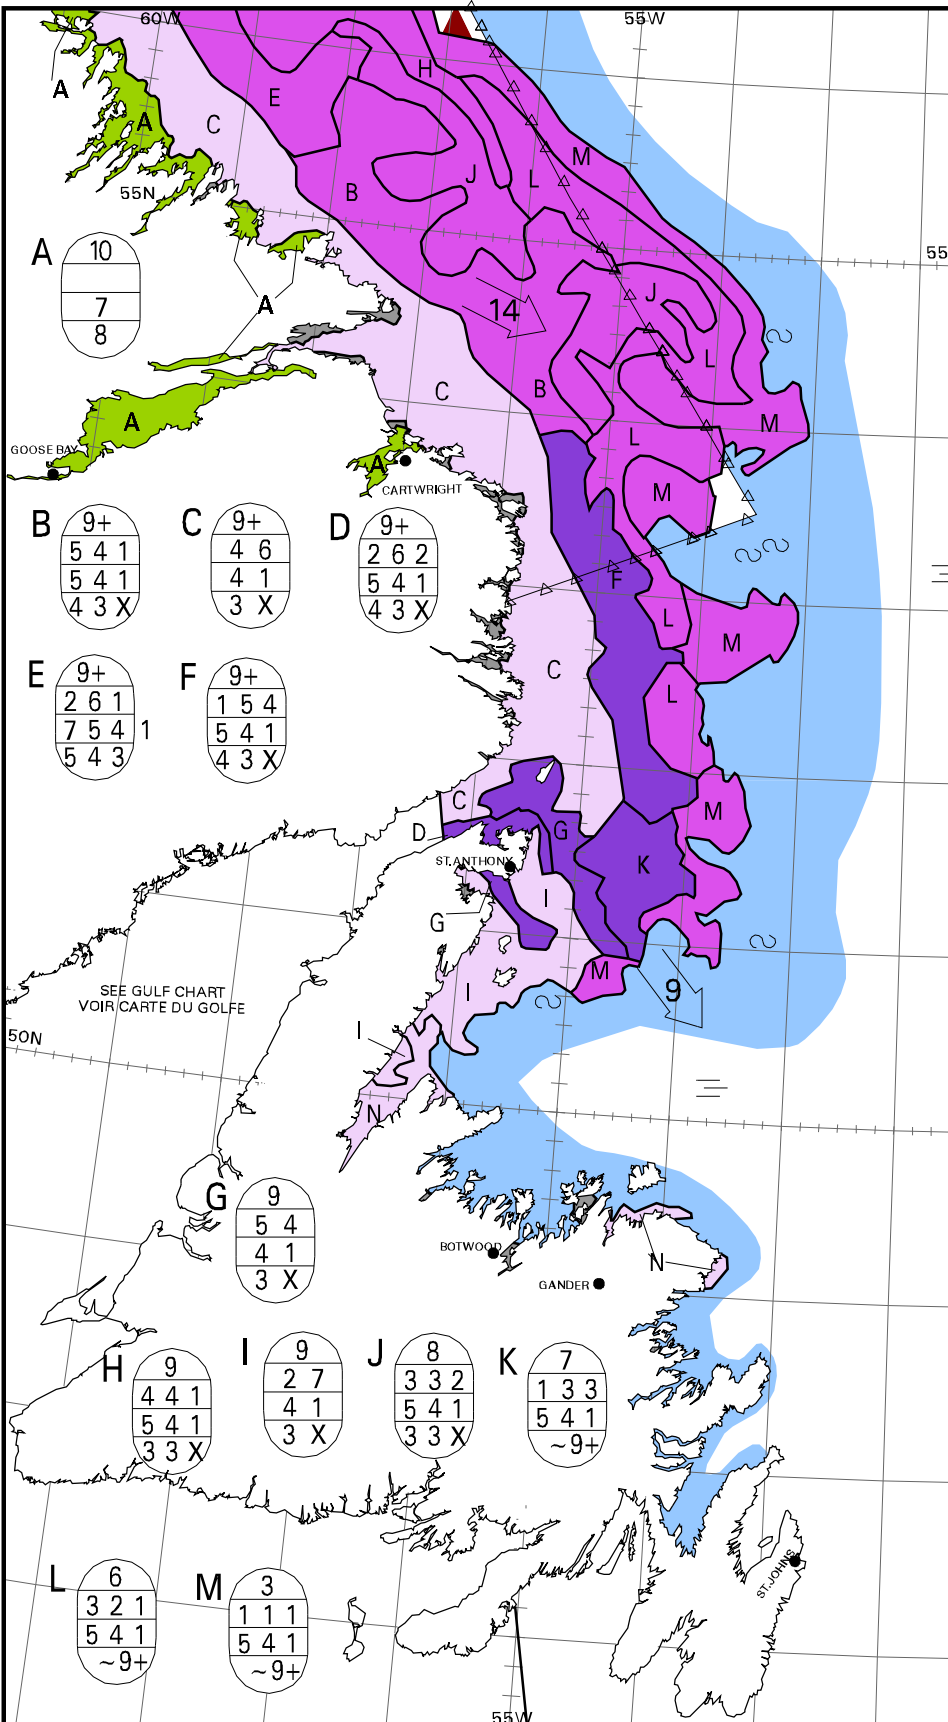 60W 55W
H
A E M
A C
J L
B
55N
A 10 55
7
8
A 14 J
L
C B
A M
GOOSE BAY L
A
CARTWRIGHT
M
B 9+ C 9+ D 9+
5 4 1 4 6 2 6 2
5 4 1 4 1 5 4 1
4 3 X 3 X 4 3 X
F
L
M
E 9+ F 9+ C
2 6 1 1 5 4 L
7 5 4 1 5 4 1
5 4 3 4 3 X
C M
D G
ST. ANTHONY K
I
G
M
SEE GULF CHART I 9
VOIR CARTE DU GOLFE
50N I
N
G 9
5 4
4 1
3 X
BOTWOOD N
GANDER
H 9 I 9 J 8 K 7
4 4 1 2 7 3 3 2 1 3 3
5 4 1 4 1 5 4 1 5 4 1
3 3 X 3 X 3 3 X ~9+
L 6 M 3
3 2 1 1 1 1
5 4 1 5 4 1
~9+ ~9+
ST.JOHNS
55W